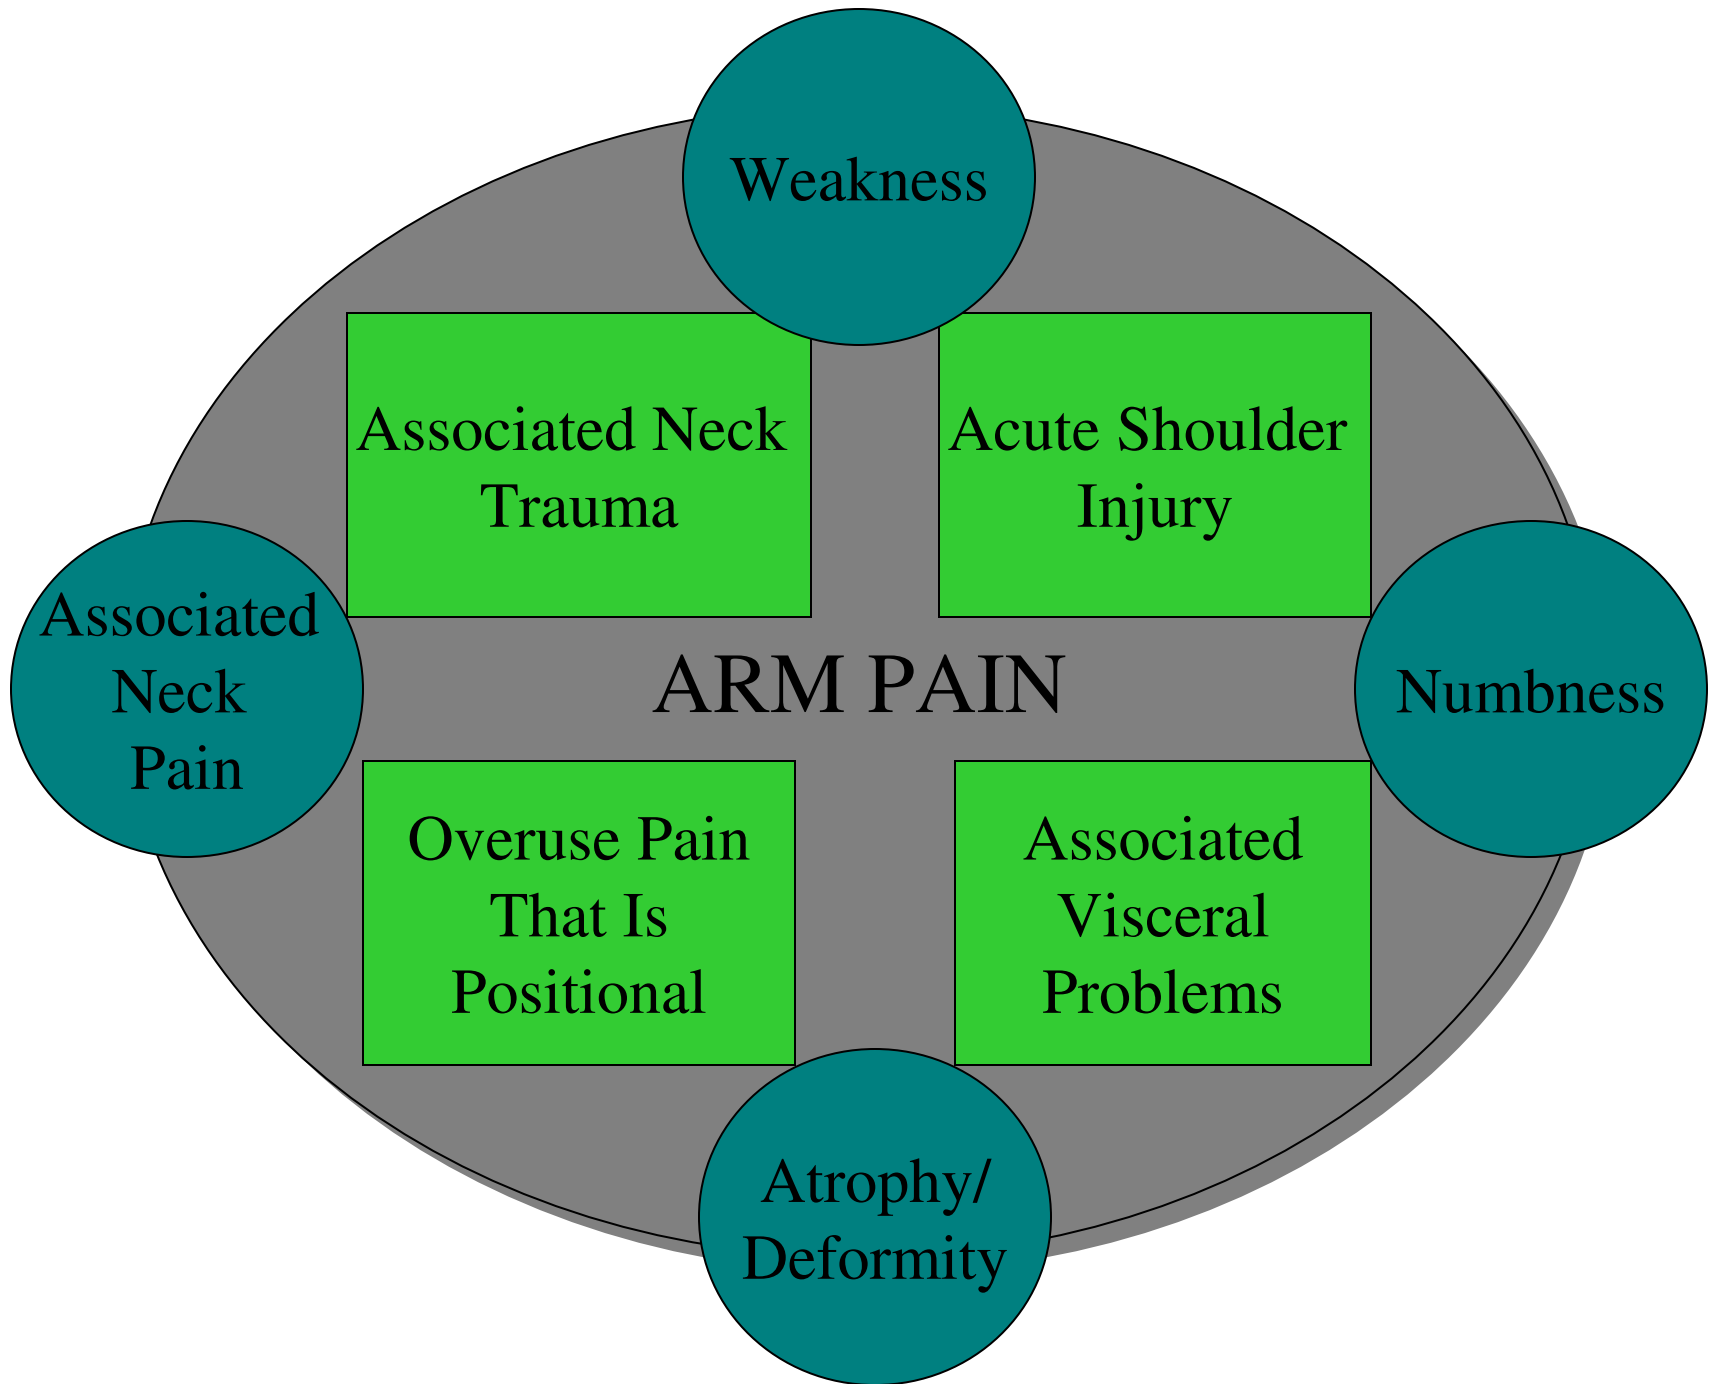 Weakness
Associated Neck
Trauma
Acute Shoulder
Injury
Associated
Neck
Pain
ARM PAIN
Numbness
Overuse Pain
That Is
Positional
Associated
Visceral
Problems
Atrophy/
Deformity